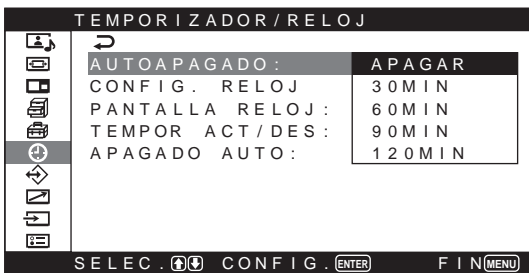 TEMPORIZADOR/RELOJ
AUTOAPAGADO: APAGAR
CONFIG. RELOJ 30MIN
PANTALLA RELOJ: 60MIN
TEMPOR ACT/DES: 90MIN
APAGADO AUTO: 120MIN
SELEC. CONFIG. ENTER FIN MENU